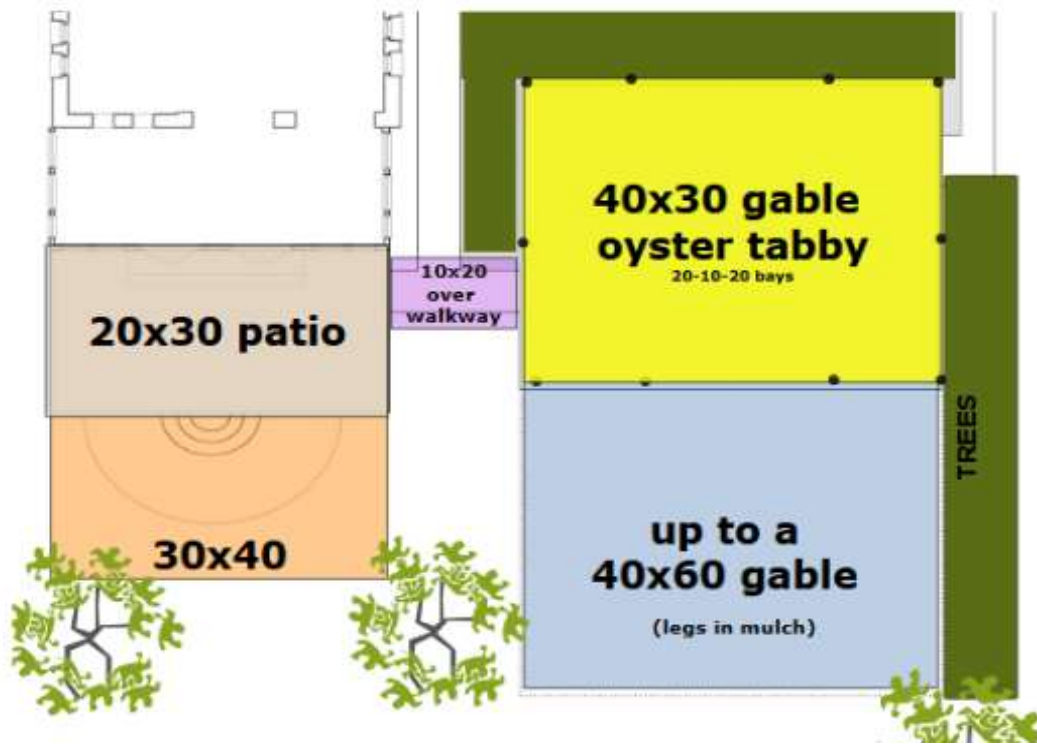 40x30 gable
oyster tabby
20-10-20 bays
10x20
over
walkway
20x30 patio
30x40
up to a
40x60 gable
(legs in mulch)
TREES